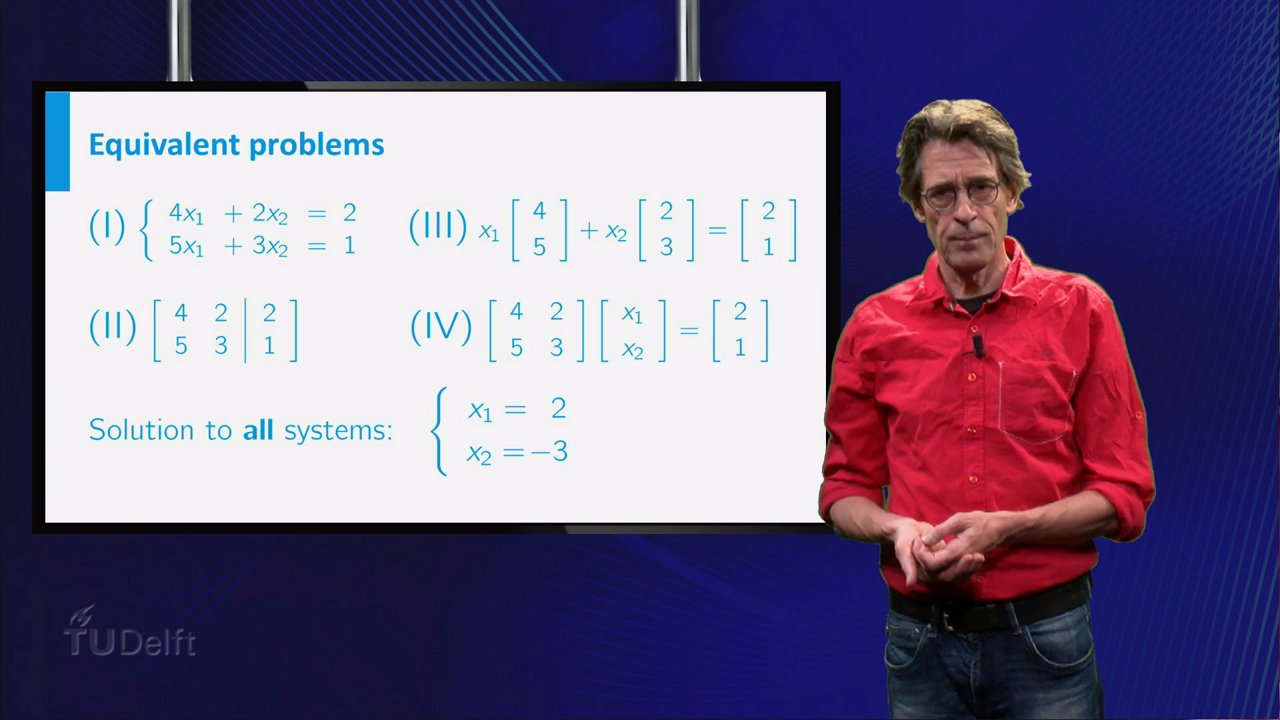 Equivalent problems
(I) { 4x₁ + 2x₂ = 2
5x₁ + 3x₂ = 1
(II) [ 4 2 | 2
5 3 | 1 ]
(III) x₁ [ 4 5 ] + x₂ [ 2 3 ] = [ 2 1 ]
(IV) [ 4 2 5 3 ] [ x₁ x₂ ] = [ 2 1 ]
Solution to all systems: { x₁ = 2
x₂ = −3
TUDelft